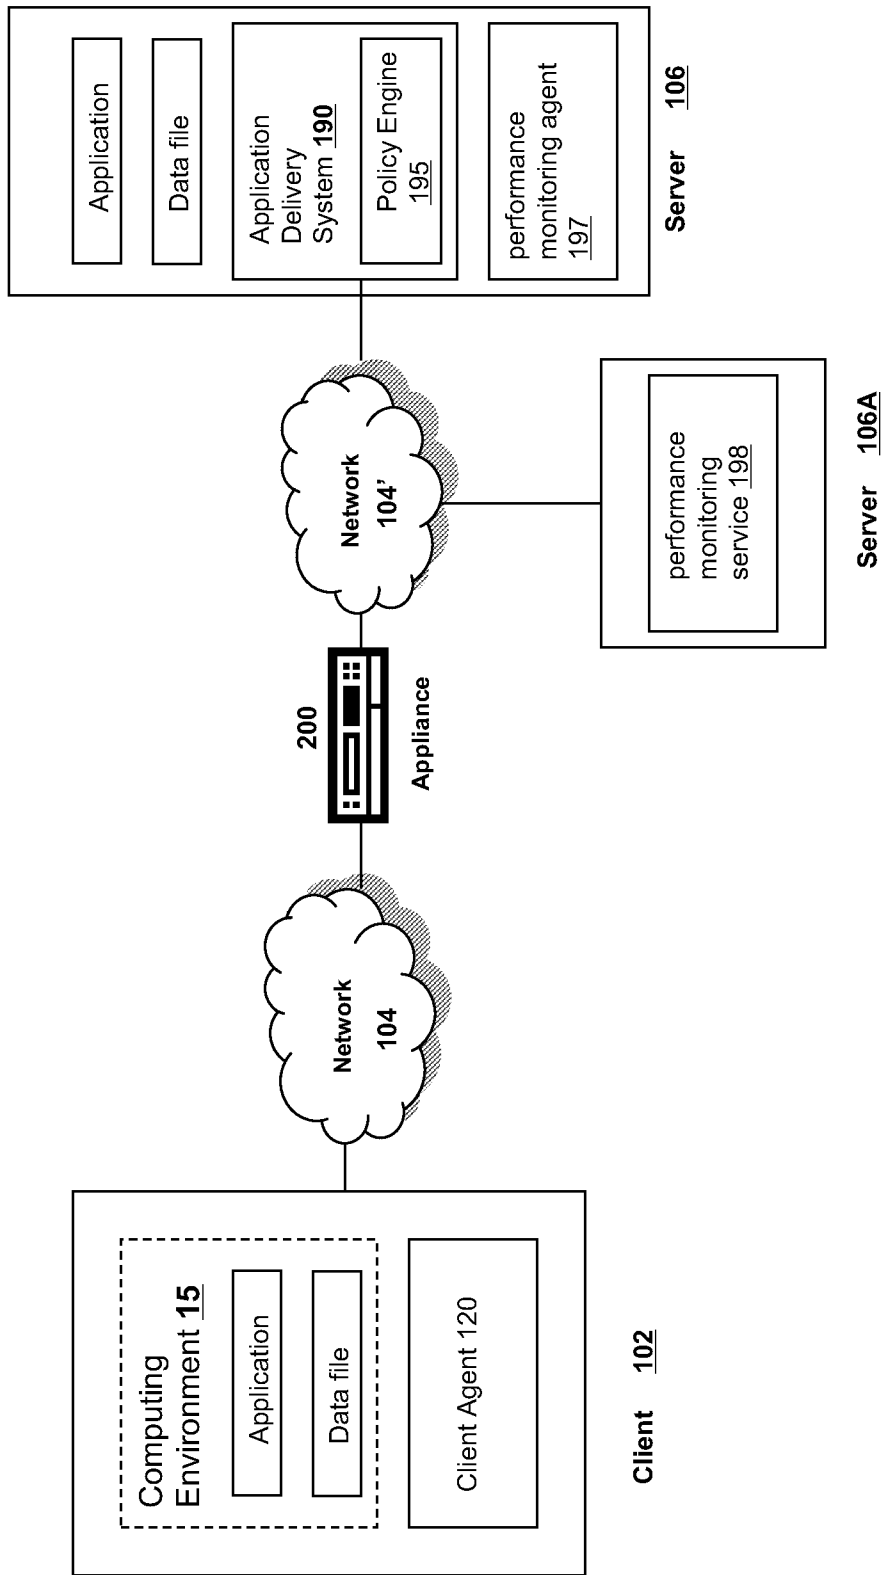 Computing
Environment 15
Application
Data file
Client Agent 120
Client 102
Network
104
200
Appliance
Network
104’
performance
monitoring
service 198
Server 106A
Application
Data file
Application
Delivery
System 190
Policy Engine
195
performance
monitoring agent
197
Server 106